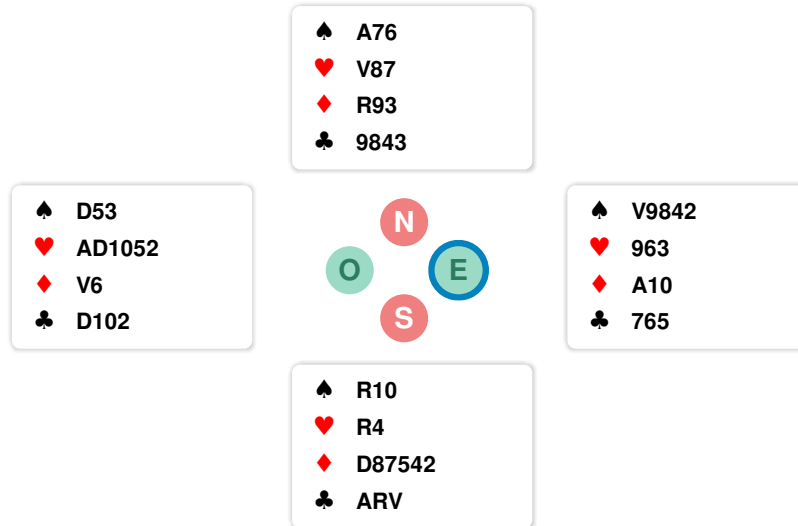 ♠ A76
♥ V87
♦ R93
♣ 9843
♠ D53
♥ AD1052
♦ V6
♣ D102
N
O E
S
♠ V9842
♥ 963
♦ A10
♣ 765
♠ R10
♥ R4
♦ D87542
♣ ARV